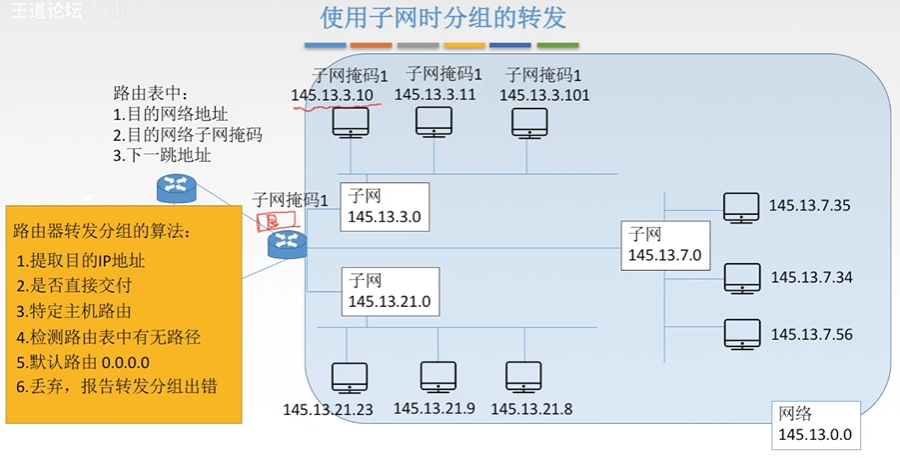 王道论坛
使用子网时分组的转发
路由表中：
1.目的网络地址
2.目的网络子网掩码
3.下一跳地址
子网掩码1
145.13.3.10
子网掩码1
145.13.3.11
子网掩码1
145.13.3.101
子网掩码1
子网
145.13.3.0
路由器转发分组的算法：
1.提取目的IP地址
2.是否直接交付
3.特定主机路由
4.检测路由表中有无路径
5.默认路由 0.0.0.0
6.丢弃，报告转发分组出错
子网
145.13.21.0
145.13.21.23
145.13.21.9
145.13.21.8
子网
145.13.7.0
145.13.7.35
145.13.7.34
145.13.7.56
网络
145.13.0.0